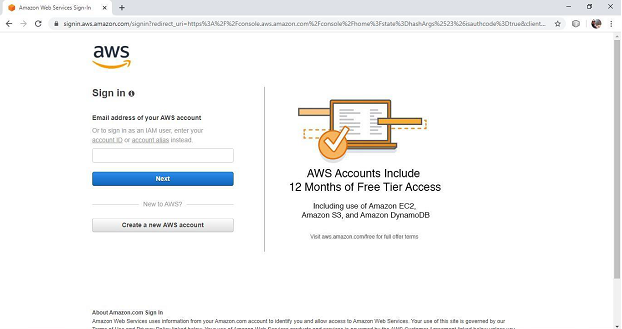 Amazon Web Services Sign-In
signin.aws.amazon.com/signin?redirect_uri=https%3A%2F%2Fconsole.aws.amazon.com%2Fconsole%2Fhome%3Fstate%3DhashArgs%2523%26isauthcode%3Dtrue&client...
aws
Sign in
Email address of your AWS account
Or to sign in as an IAM user, enter your
account ID or account alias instead.
Next
New to AWS?
Create a new AWS account
AWS Accounts Include
12 Months of Free Tier Access
Including use of Amazon EC2,
Amazon S3, and Amazon DynamoDB
Visit aws.amazon.com/free for full offer terms
About Amazon.com Sign In
Amazon Web Services uses information from your Amazon.com account to identify you and allow access to Amazon Web Services. Your use of this site is governed by our